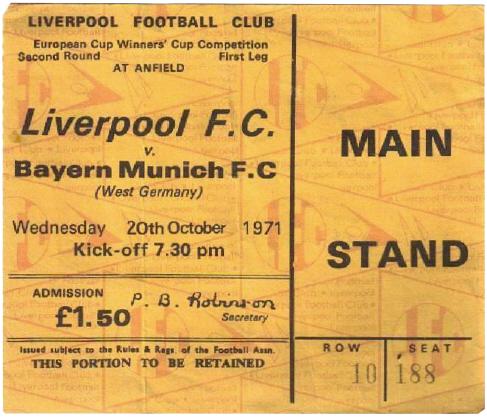 LIVERPOOL FOOTBALL CLUB
European Cup Winners' Cup Competition
Second Round First Leg
AT ANFIELD
Liverpool F.C.
v.
Bayern Munich F.C
(West Germany)
Wednesday 20th October 1971
Kick-off 7.30 pm
ADMISSION
£1.50
P. B. Robinson
Secretary
Issued subject to the Rules & Regs. of the Football Assn.
THIS PORTION TO BE RETAINED
MAIN
STAND
ROW SEAT
10 188